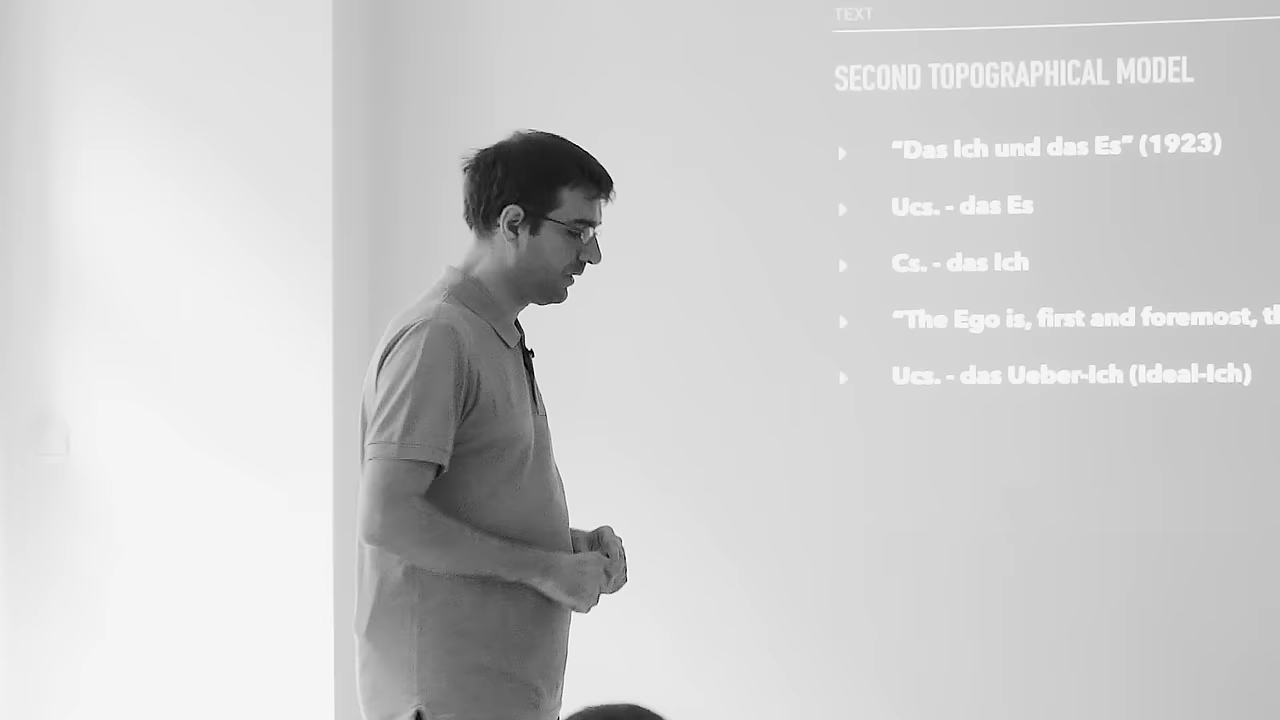 TEXT
SECOND TOPOGRAPHICAL MODEL
"Das Ich und das Es" (1923)
Ucs. - das Es
Cs. - das Ich
"The Ego is, first and foremost,
Ucs. - das Ueber-Ich (Ideal-Ich)